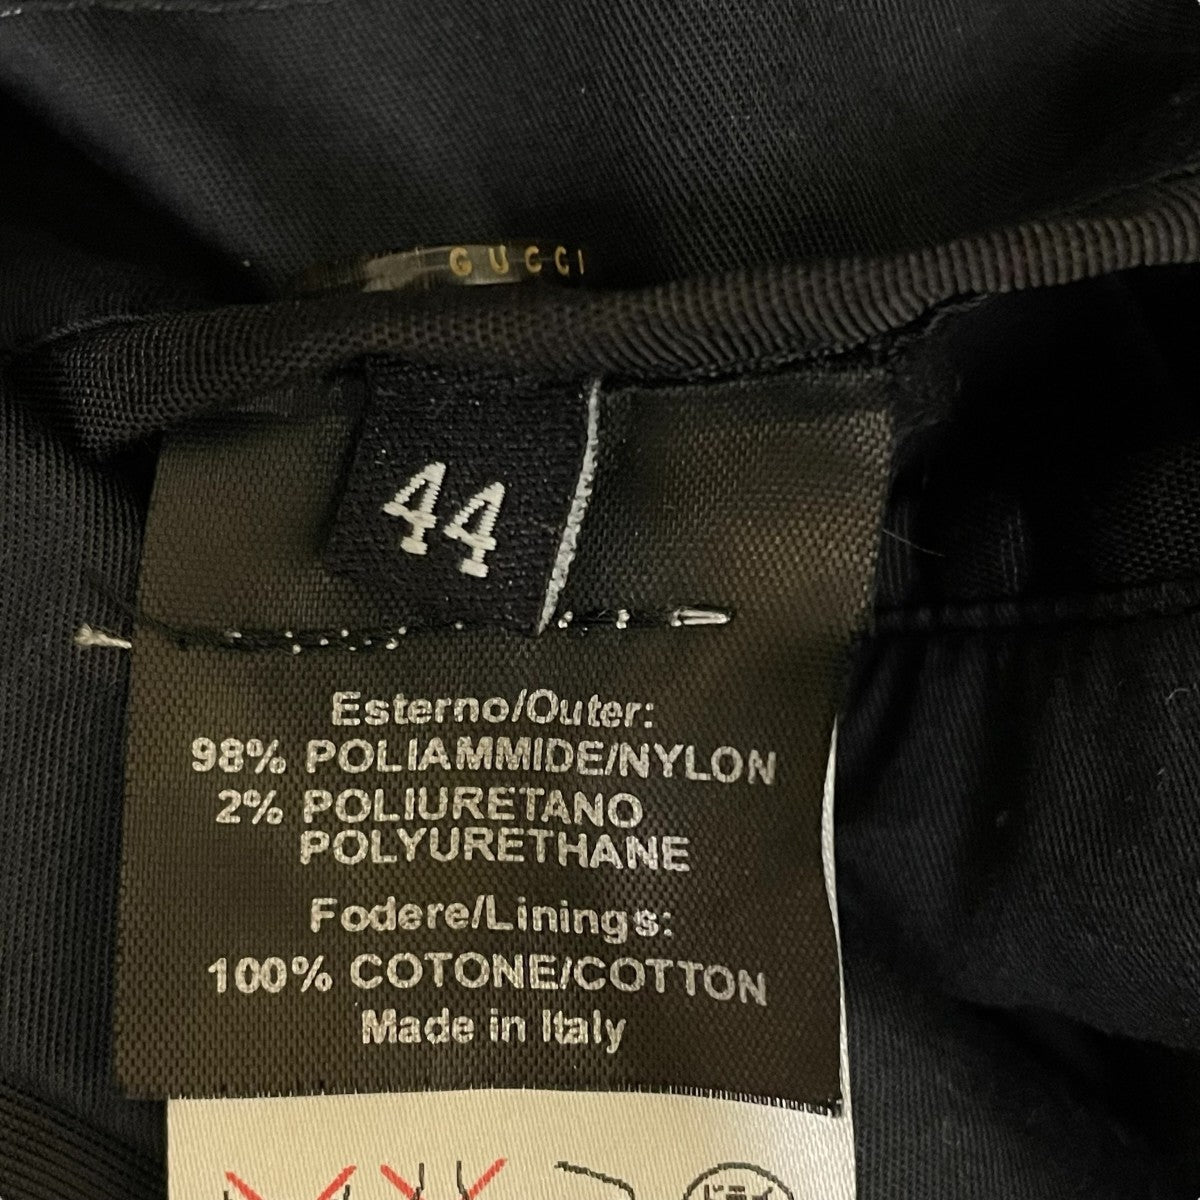 GUCCI
44
Esterno/Outer:
98% POLIAMMIDE/NYLON
2% POLIURETANO
POLYURETHANE
Fodere/Linings:
100% COTONE/COTTON
Made in Italy